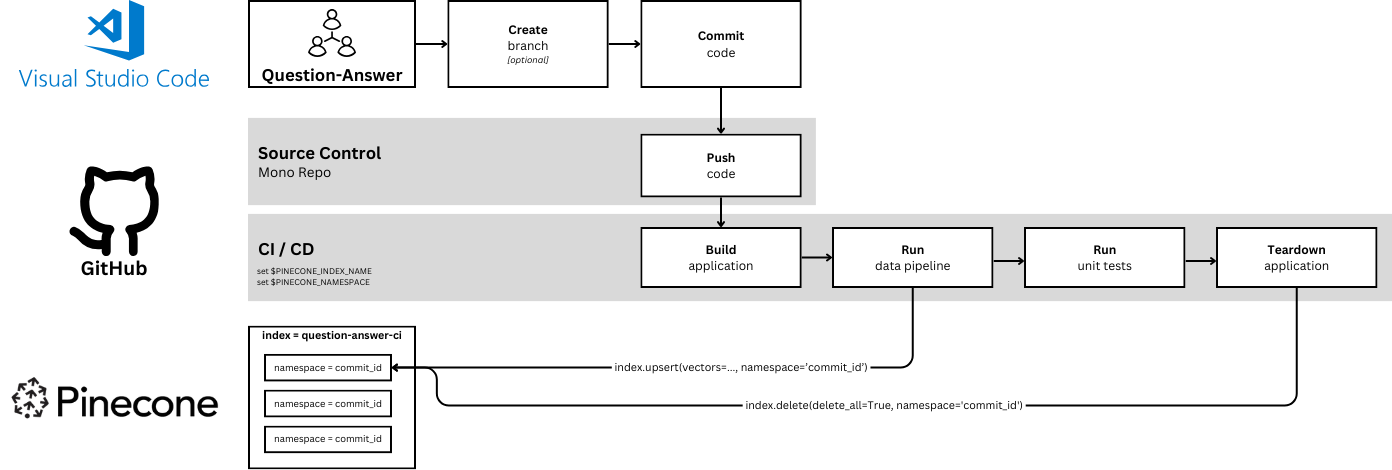 Visual Studio Code
Question-Answer
Create
branch
[optional]
Commit
code
Source Control
Mono Repo
Push
code
GitHub
CI / CD
set $PINECONE_INDEX_NAME
set $PINECONE_NAMESPACE
Build
application
Run
data pipeline
Run
unit tests
Teardown
application
index = question-answer-ci
namespace = commit_id
namespace = commit_id
namespace = commit_id
index.upsert(vectors=..., namespace='commit_id')
index.delete(delete_all=True, namespace='commit_id')
Pinecone